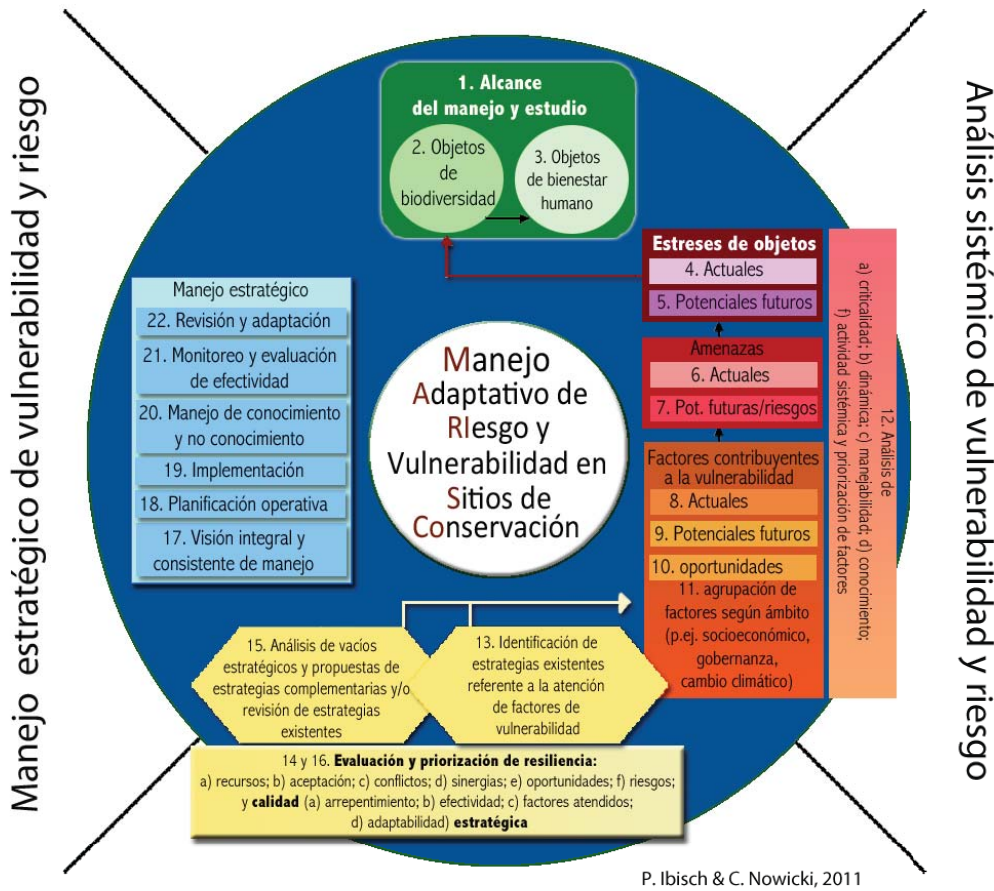 Manejo estratégico de vulnerabilidad y riesgo
1. Alcance
del manejo y estudio
2. Objetos
de
biodiversidad
3. Objetos
de bienestar
humano
Estreses de objetos
4. Actuales
5. Potenciales futuros
Amenazas
6. Actuales
7. Pot. futuras/riesgos
Factores contribuyentes
a la vulnerabilidad
8. Actuales
9. Potenciales futuros
10. oportunidades
11. agrupación de
factores según ámbito
(p.ej. socioeconómico,
gobernanza,
cambio climático)
12. Análisis de
a) criticalidad; b) dinámica; c) manejabilidad; d) conocimiento;
f) actividad sistémica y priorización de factores
Análisis sistémico de vulnerabilidad y riesgo
Manejo
Adaptativo de
RIesgo y
Vulnerabilidad en
Sitios de
Conservación
13. Identificación de
estrategias existentes
referente a la atención
de factores de
vulnerabilidad
15. Análisis de vacíos
estratégicos y propuestas de
estrategias complementarias y/o
revisión de estrategias
existentes
14 y 16. Evaluación y priorización de resiliencia:
a) recursos; b) aceptación; c) conflictos; d) sinergias; e) oportunidades; f) riesgos;
y calidad (a) arrepentimiento; b) efectividad; c) factores atendidos;
d) adaptabilidad) estratégica
Manejo estratégico
22. Revisión y adaptación
21. Monitoreo y evaluación
de efectividad
20. Manejo de conocimiento
y no conocimiento
19. Implementación
18. Planificación operativa
17. Visión integral y
consistente de manejo
P. Ibisch & C. Nowicki, 2011